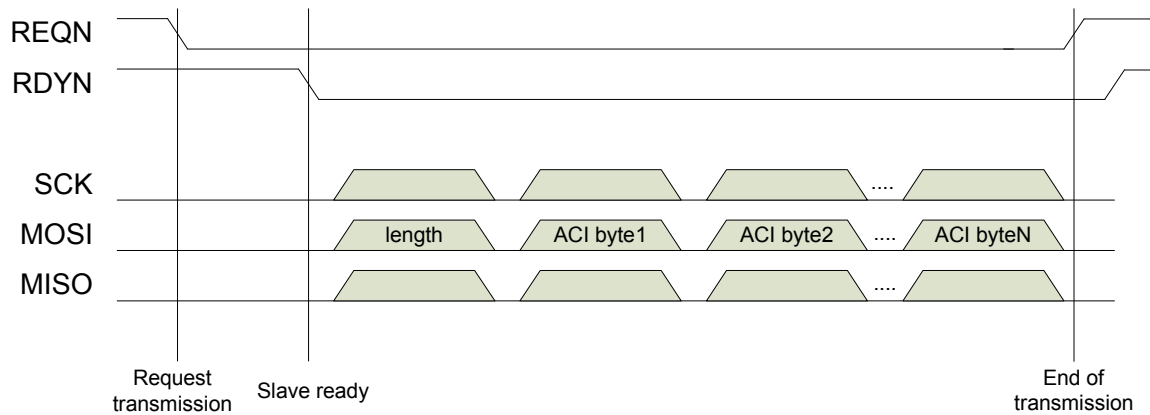 REQN
RDYN
SCK
....
MOSI
length
ACI byte1
ACI byte2
....
ACI byteN
MISO
....
Request
transmission
Slave ready
End of
transmission